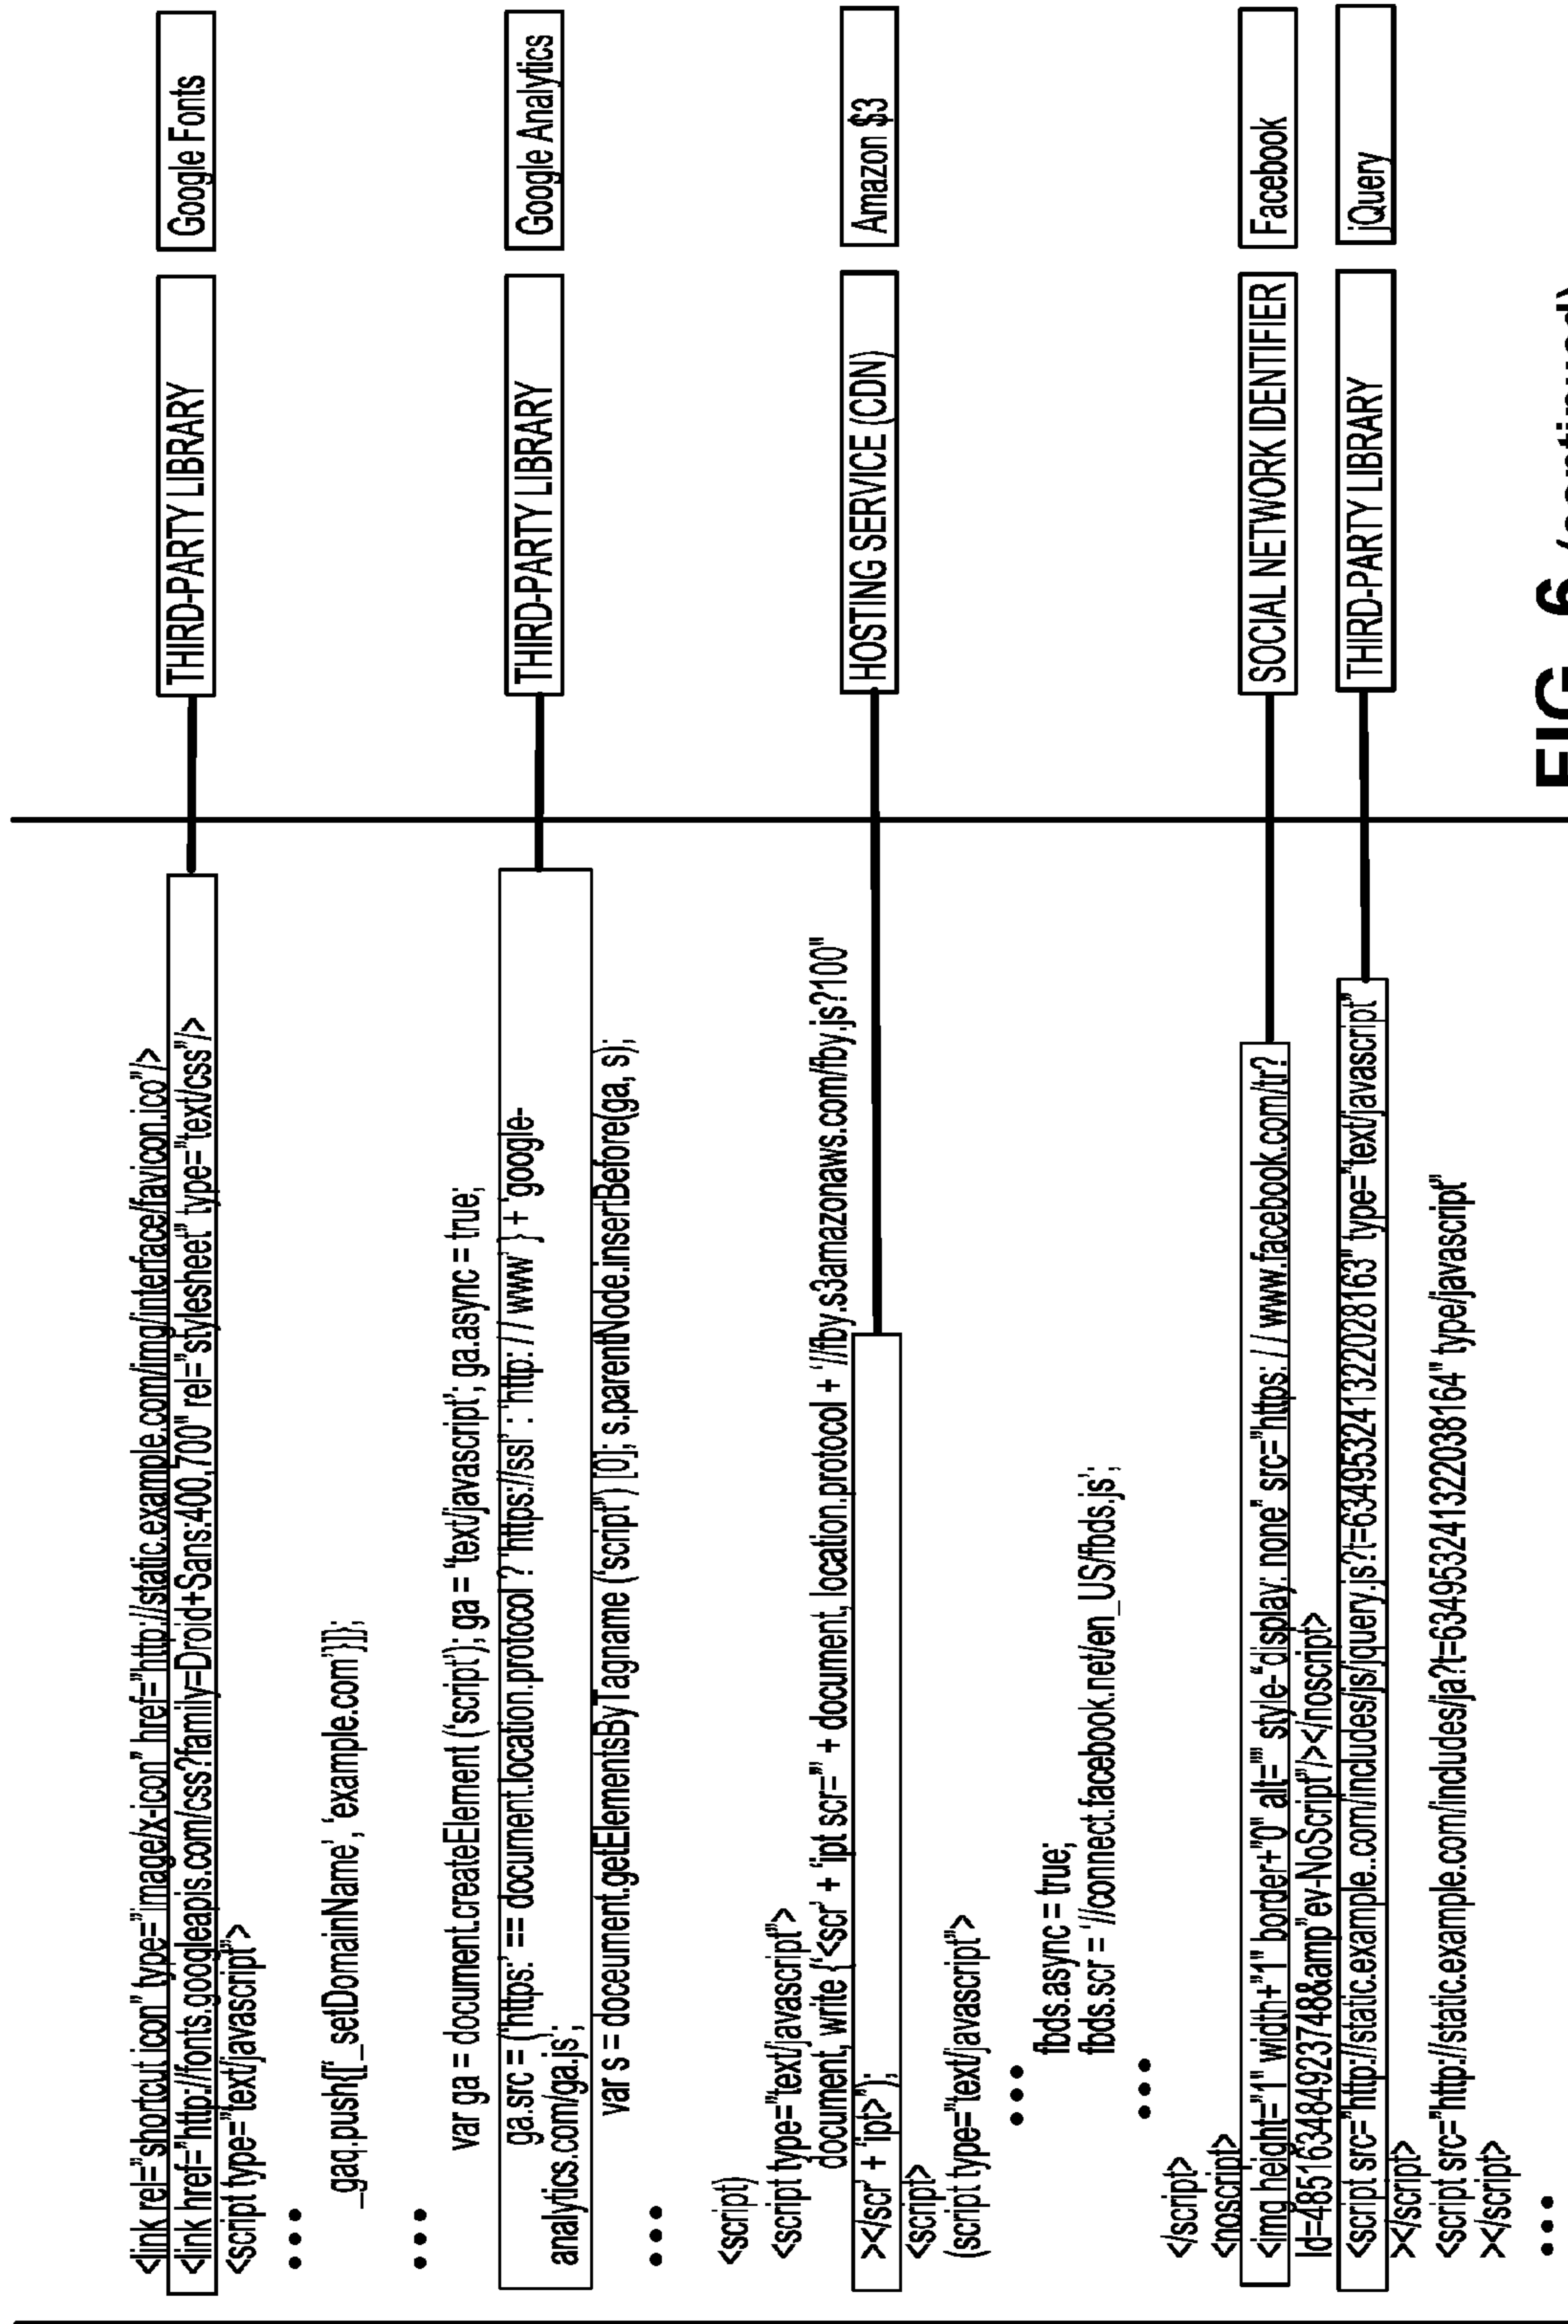 <link rel="shortcut icon" type="image/x-icon" href="http://static.example.com/img/interface/favicon.ico"/>
<link href="http://fonts.googleapis.com/css?family=Droid+Sans:400,700" rel="stylesheet" type="text/css"/>
THIRD-PARTY LIBRARY
Google Fonts
<script type="text/javascript">
•••
_gaq.push{['_setDomainName', 'example.com'}]};
•••
var ga = document.createElement ('script'); ga = 'text/javascript'; ga.async = true;
ga.src = {'https:' == document.location.protocol ? 'https://ssl' : 'http: / / www' } + 'google-
analytics.com/ga.js';
THIRD-PARTY LIBRARY
Google Analytics
var s = doceument.getElementsByTagname ('script") [0]; s.parentNode.insertBefore(ga, s);
•••
<script)
<script type="text/javascript">
document, write {'<scr' + 'ipt scr="' + document, location.protocol + '//fby.s3amazonaws.com/fby.js?100"
></scr' + 'ipt>');
HOSTING SERVICE (CDN)
Amazon $3
<script>
(script type="text/javascript">
•••
fbds.async = true;
fbds.scr = '//connect.facebook.net/en_US/fbds.js';
•••
</script>
<noscript>
<img height="1" width+"1" border+"0" alt="" style-"display: none" src="https: / / www.facebook.com/tr?
SOCIAL NETWORK IDENTIFIER
Facebook
Id=485163484923748&amp"ev-NoScript"/></noscript>
<script src="http://static.example..com/includes/js/jquery.js?t=634953241322028163" type="text/javascript"
THIRD-PARTY LIBRARY
jQuery
></script>
<script src="http://static.example.com/includes/ja?t=634953241322038164" type/javascript"
></script>
•••
FIG. 6 (continued)